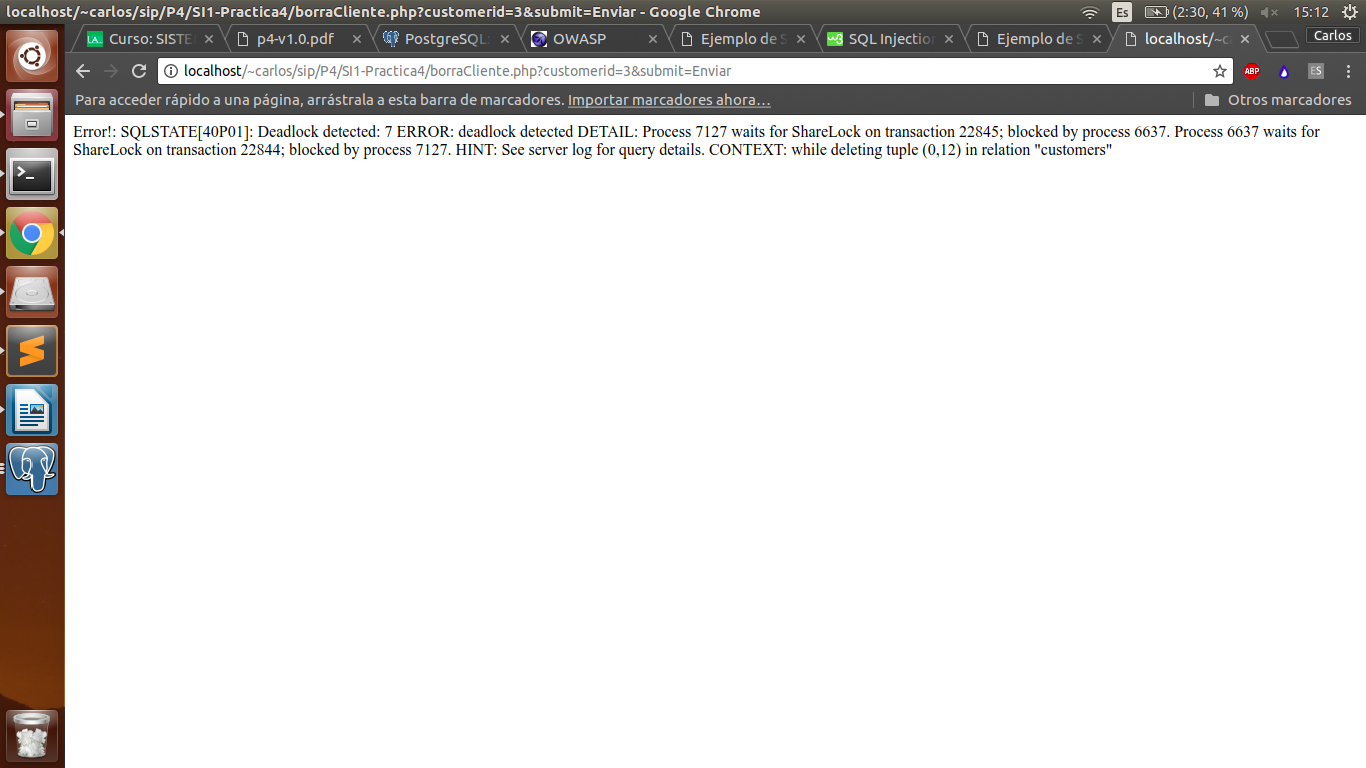 localhost/~carlos/sip/P4/SI1-Practica4/borraCliente.php?customerid=3&submit=Enviar - Google Chrome
Es
(2:30, 41 %)
15:12
Curso: SISTE
p4-v1.0.pdf
PostgreSQL:
OWASP
Ejemplo de S
SQL Injection
Ejemplo de S
localhost/~c
Carlos
localhost/~carlos/sip/P4/SI1-Practica4/borraCliente.php?customerid=3&submit=Enviar
ABP
ES
Para acceder rápido a una página, arrástrala a esta barra de marcadores. Importar marcadores ahora...
Otros marcadores
Error!: SQLSTATE[40P01]: Deadlock detected: 7 ERROR: deadlock detected DETAIL: Process 7127 waits for ShareLock on transaction 22845; blocked by process 6637. Process 6637 waits for
ShareLock on transaction 22844; blocked by process 7127. HINT: See server log for query details. CONTEXT: while deleting tuple (0,12) in relation "customers"